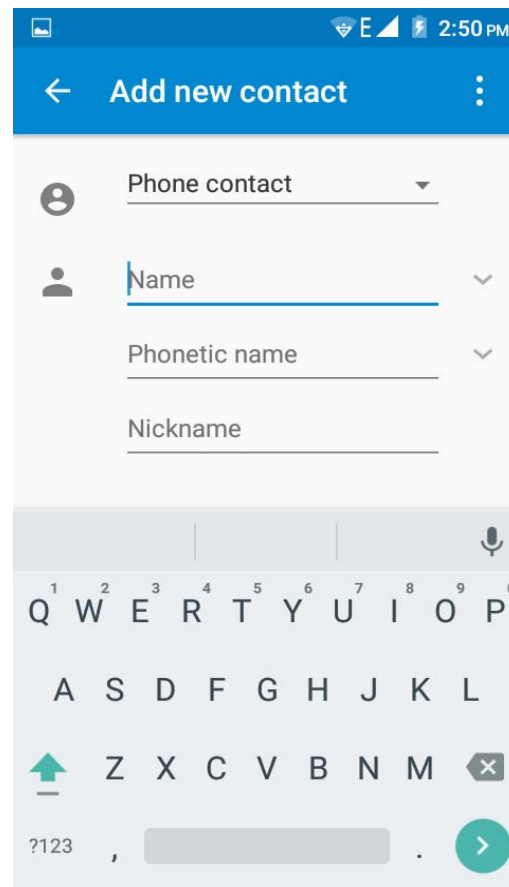 E 2:50 PM
Add new contact
Phone contact
Name
Phonetic name
Nickname
1 2 3 4 5 6 7 8 9
Q W E R T Y U I O P
A S D F G H J K L
Z X C V B N M
?123 , .